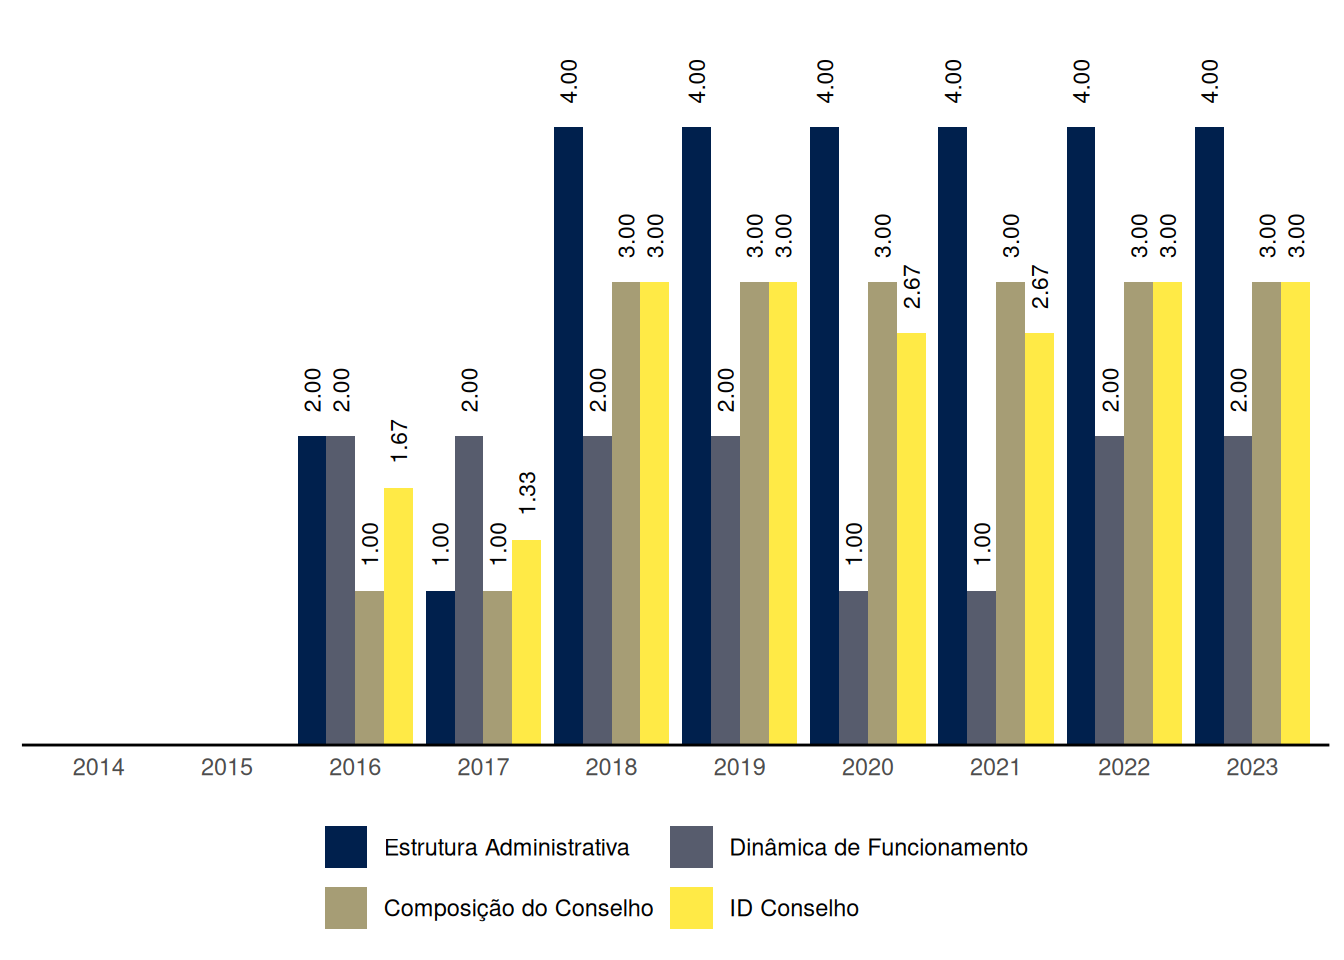 4.00 4.00 4.00 4.00 4.00 4.00
3.00 3.00 3.00 3.00 3.00 3.00 3.00 3.00 3.00 3.00
2.67 2.67
2.00 2.00 2.00 2.00 2.00 2.00 2.00
1.67
1.33
1.00 1.00 1.00 1.00 1.00
2014 2015 2016 2017 2018 2019 2020 2021 2022 2023
Estrutura Administrativa Dinâmica de Funcionamento
Composição do Conselho ID Conselho